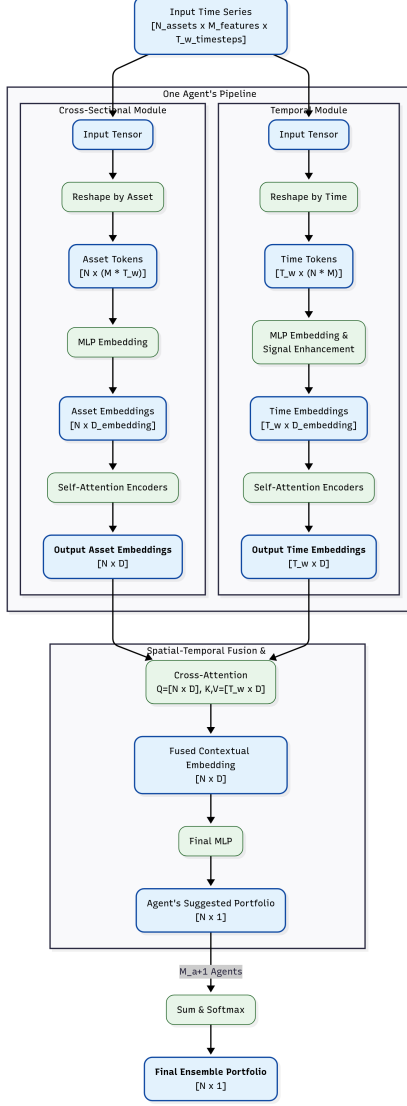 Input Time Series
[N_assets x M_features x
T_w_timesteps]
One Agent's Pipeline
Cross-Sectional Module
Input Tensor
Reshape by Asset
Asset Tokens
[N x (M * T_w)]
MLP Embedding
Asset Embeddings
[N x D_embedding]
Self-Attention Encoders
Output Asset Embeddings
[N x D]
Temporal Module
Input Tensor
Reshape by Time
Time Tokens
[T_w x (N * M)]
MLP Embedding &
Signal Enhancement
Time Embeddings
[T_w x D_embedding]
Self-Attention Encoders
Output Time Embeddings
[T_w x D]
Spatial-Temporal Fusion &
Cross-Attention
Q=[N x D], K,V=[T_w x D]
Fused Contextual
Embedding
[N x D]
Final MLP
Agent's Suggested Portfolio
[N x 1]
M_a+1 Agents
Sum & Softmax
Final Ensemble Portfolio
[N x 1]